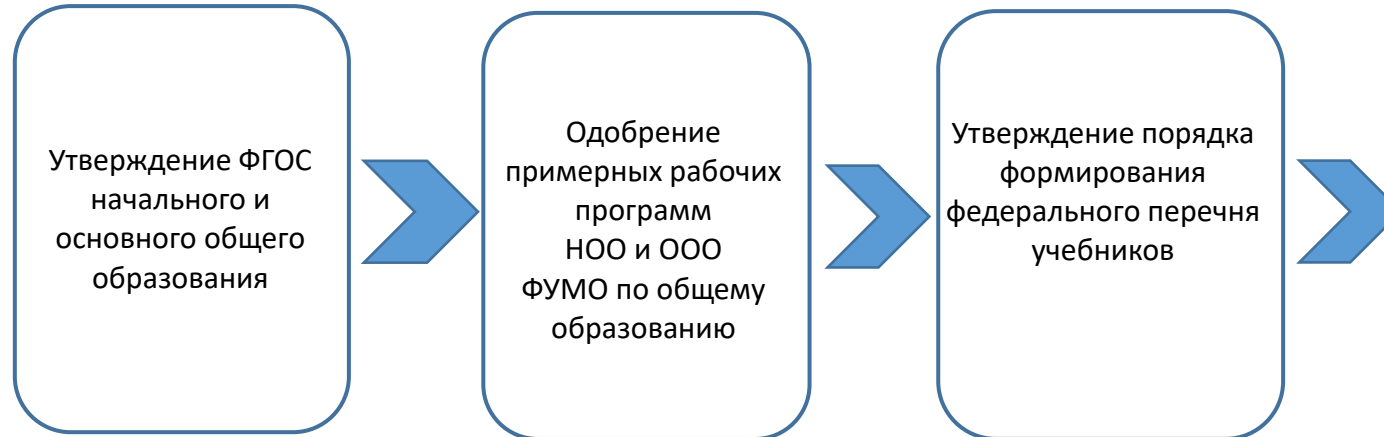 Утверждение ФГОС
начального и
основного общего
образования
Одобрение
примерных рабочих
программ
НОО и ООО
ФУМО по общему
образованию
Утверждение порядка
формирования
федерального перечня
учебников